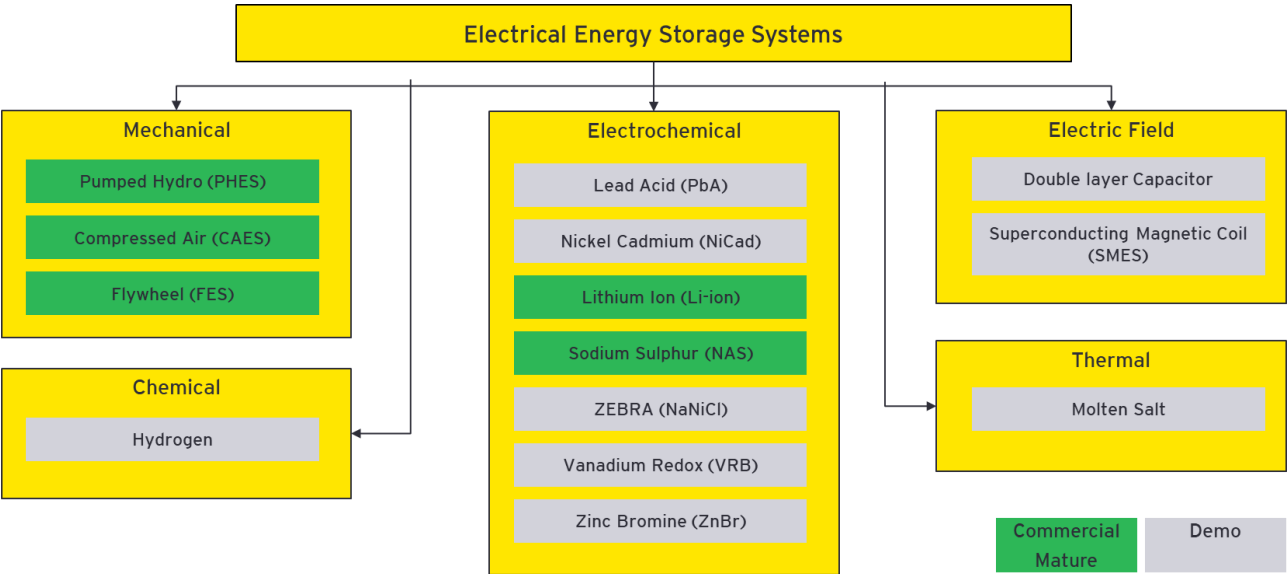 Electrical Energy Storage Systems
Mechanical
Pumped Hydro (PHES)
Compressed Air (CAES)
Flywheel (FES)
Chemical
Hydrogen
Electrochemical
Lead Acid (PbA)
Nickel Cadmium (NiCad)
Lithium Ion (Li-ion)
Sodium Sulphur (NAS)
ZEBRA (NaNiCl)
Vanadium Redox (VRB)
Zinc Bromine (ZnBr)
Electric Field
Double layer Capacitor
Superconducting Magnetic Coil
(SMES)
Thermal
Molten Salt
Commercial
Mature
Demo